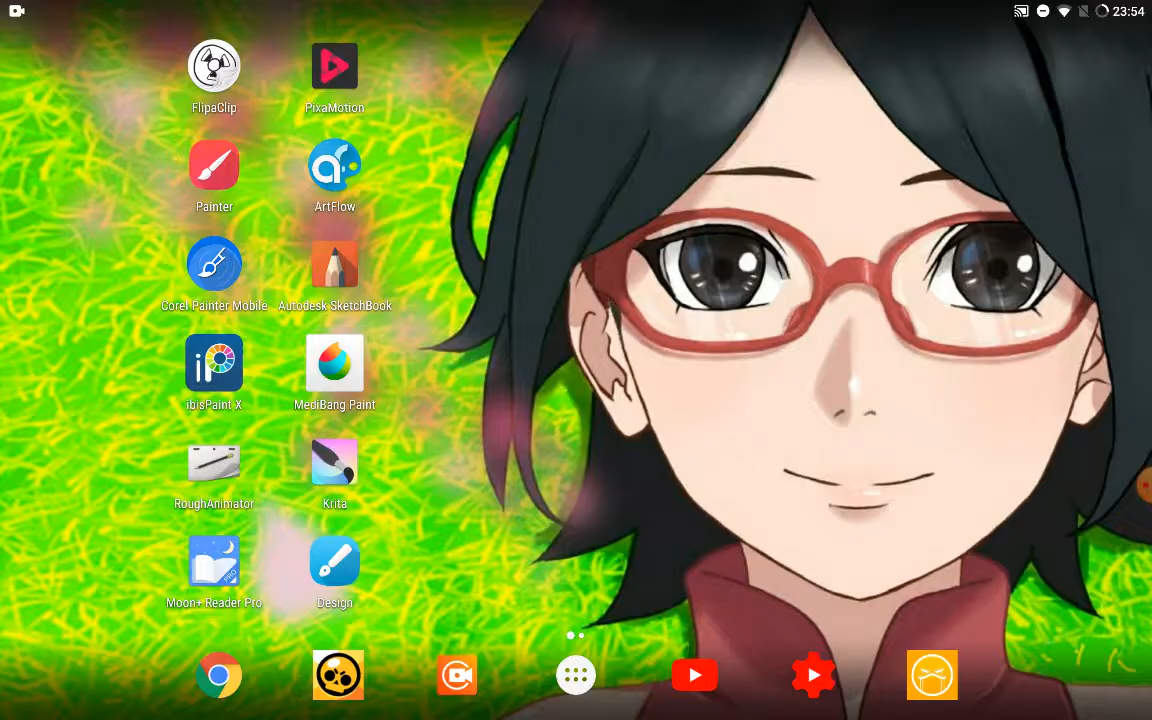 23:54
FlipaClip PixaMotion
Painter ArtFlow
Corel Painter Mobile Autodesk SketchBook
ibisPaint X MediBang Paint
RoughAnimator Krita
PRO
Moon+ Reader Pro Design